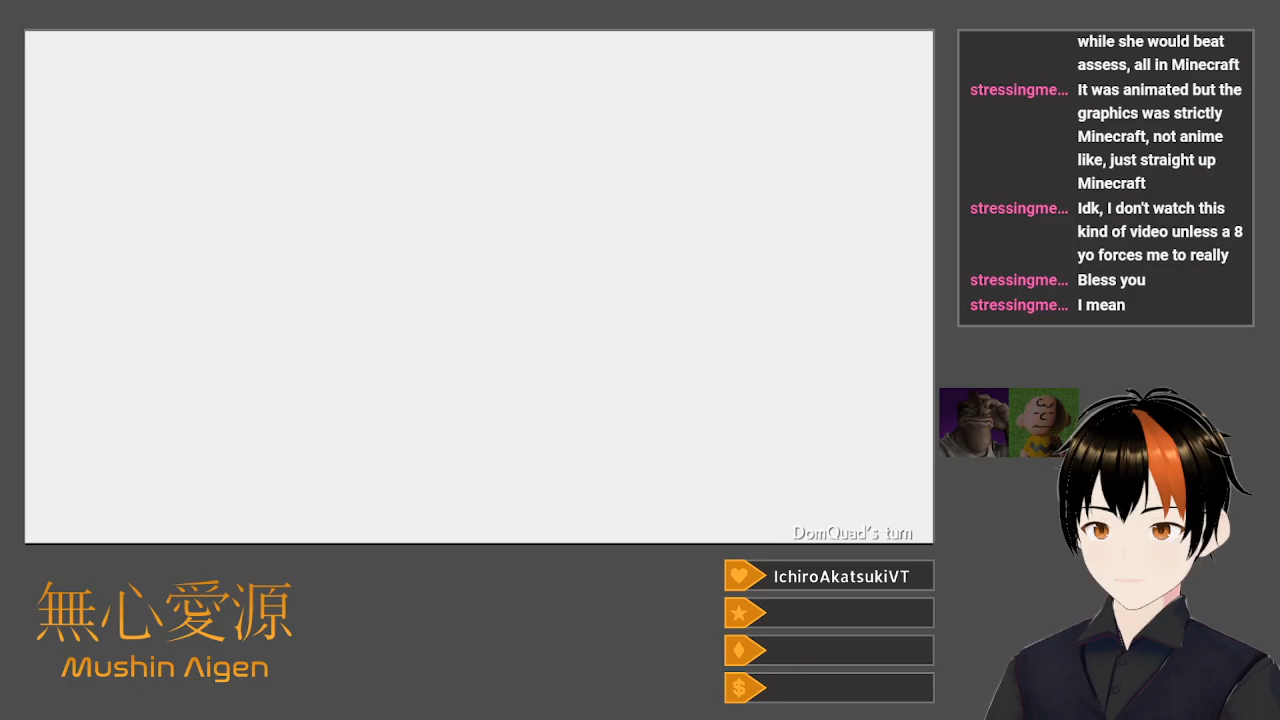 while she would beat
assess, all in Minecraft
stressingme... It was animated but the
graphics was strictly
Minecraft, not anime
like, just straight up
Minecraft
stressingme... Idk, I don't watch this
kind of video unless a 8
yo forces me to really
stressingme... Bless you
stressingme... I mean
DomQuad's turn
IchiroAkatsukiVT
無心愛源
Mushin Aigen